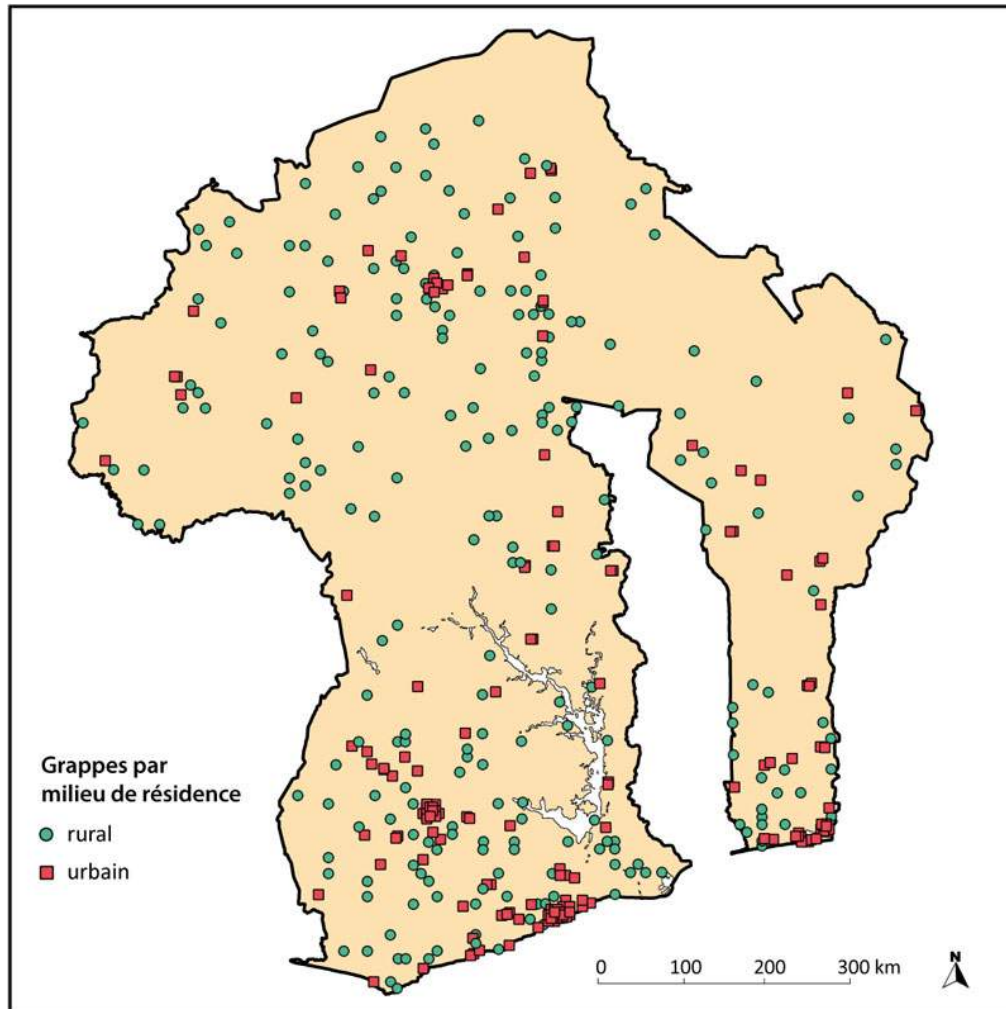 Grappes par
milieu de résidence
rural
urbain
0 100 200 300 km
N